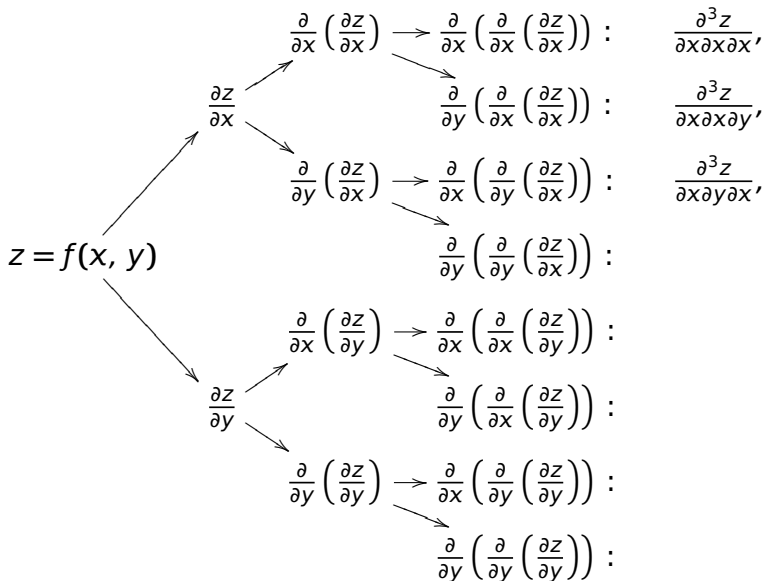 ∂/∂x (∂z/∂x) → ∂/∂x (∂/∂x (∂z/∂x)) : ∂³z/∂x∂x∂x,
∂z/∂x
∂/∂y (∂/∂x (∂z/∂x)) : ∂³z/∂x∂x∂y,
∂/∂y (∂z/∂x) → ∂/∂x (∂/∂y (∂z/∂x)) : ∂³z/∂x∂y∂x,
z = f(x, y)
∂/∂y (∂/∂y (∂z/∂x)) :
∂/∂x (∂z/∂y) → ∂/∂x (∂/∂x (∂z/∂y)) :
∂z/∂y
∂/∂y (∂/∂x (∂z/∂y)) :
∂/∂y (∂z/∂y) → ∂/∂x (∂/∂y (∂z/∂y)) :
∂/∂y (∂/∂y (∂z/∂y)) :